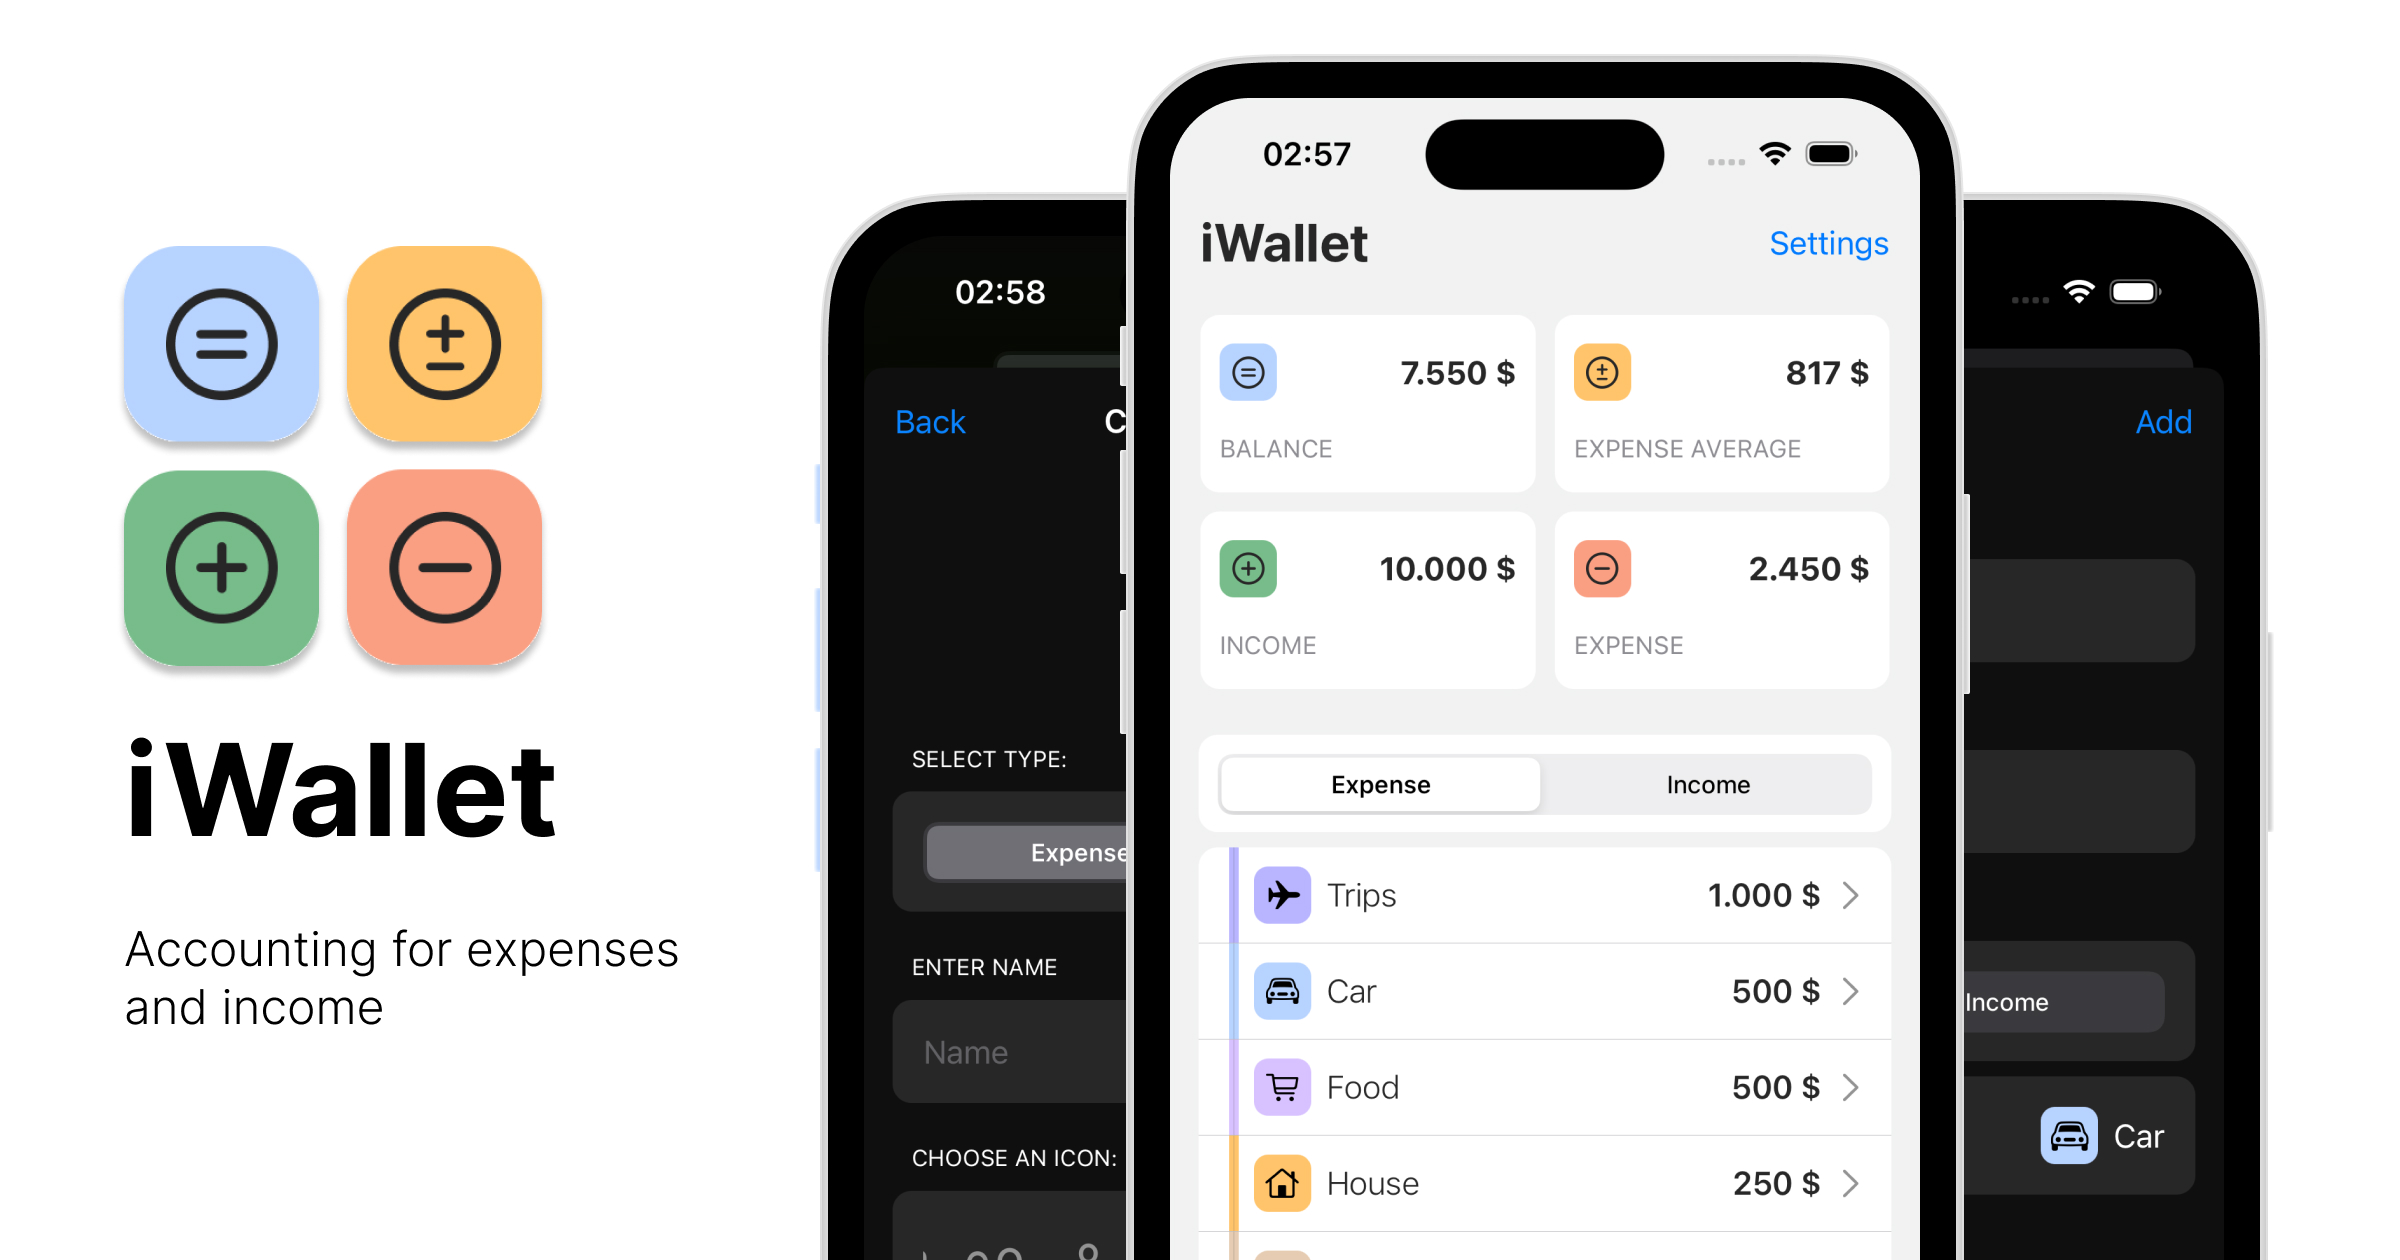 iWallet
Accounting for expenses
and income
02:58
Back
SELECT TYPE:
Expense
ENTER NAME
Name
CHOOSE AN ICON:
02:57
iWallet
Settings
7.550 $
BALANCE
817 $
EXPENSE AVERAGE
10.000 $
INCOME
2.450 $
EXPENSE
Expense
Income
Trips
1.000 $
Car
500 $
Food
500 $
House
250 $
Add
Income
Car